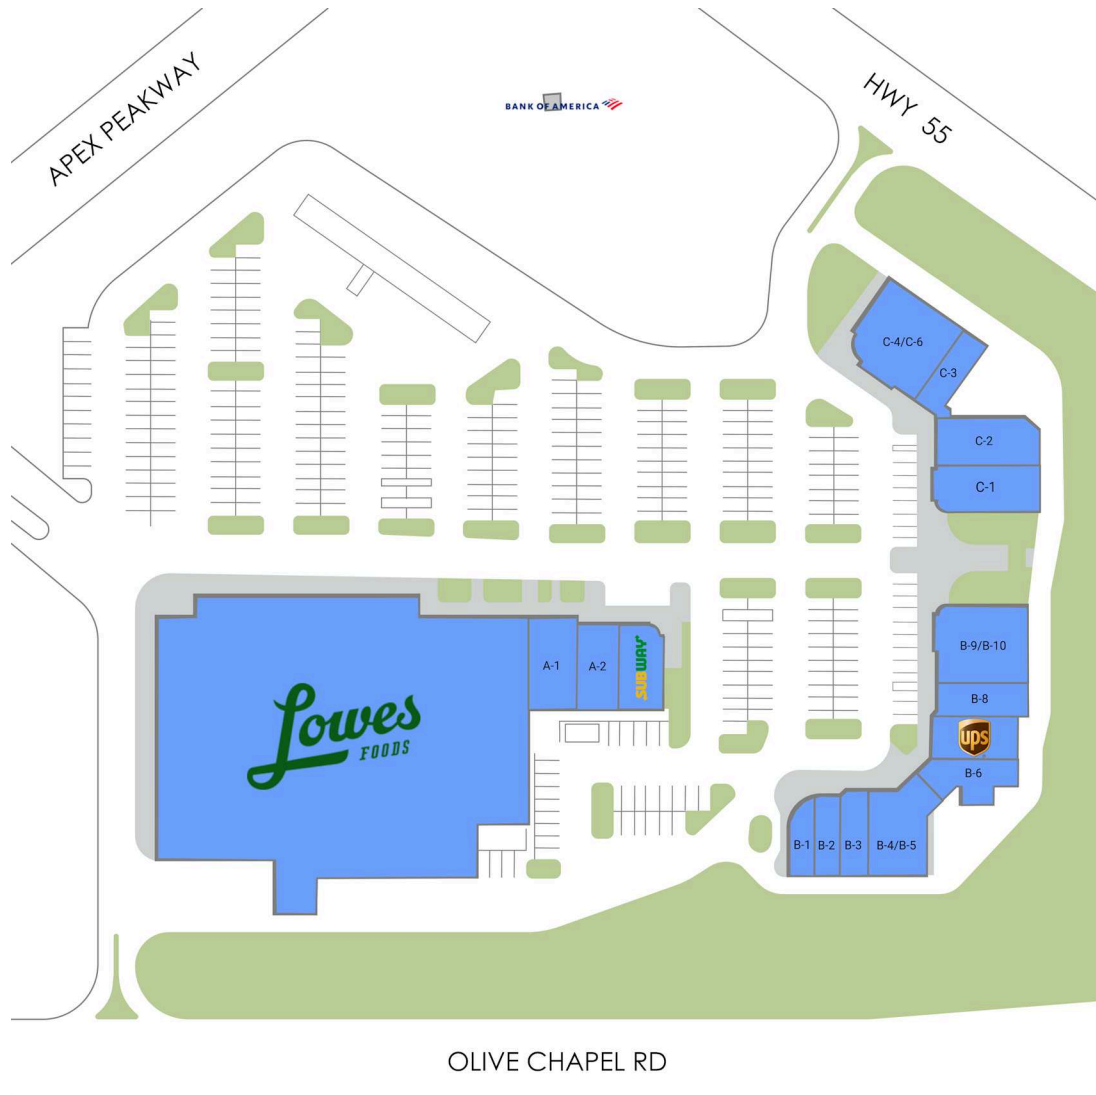 APEX PEAKWAY
BANK OF AMERICA
HWY 55
C-4/C-6
C-3
C-2
C-1
A-1
A-2
SUBWAY
Lowes
FOODS
B-9/B-10
B-8
ups
B-6
B-1
B-2
B-3
B-4/B-5
OLIVE CHAPEL RD